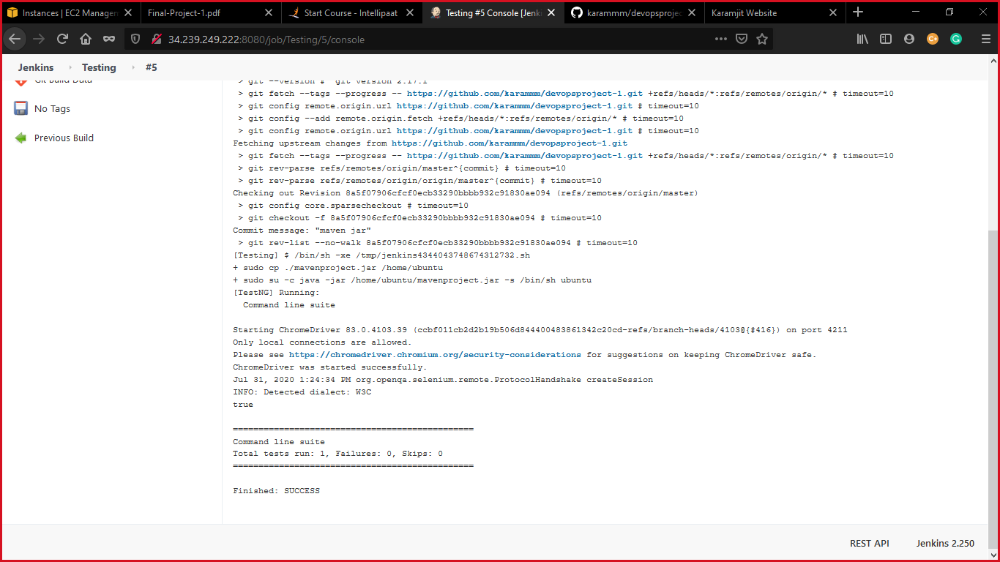 Instances | EC2 Managem
Final-Project-1.pdf
Start Course - Intellipaat
Testing #5 Console [Jenki
karammm/devopsproje
Karamjit Website
34.239.249.222:8080/job/Testing/5/console
Jenkins
Testing
#5
Git Build Data
No Tags
Previous Build
> git --version # 'git version 2.17.1'
> git fetch --tags --progress -- https://github.com/karammm/devopsproject-1.git +refs/heads/*:refs/remotes/origin/* # timeout=10
> git config remote.origin.url https://github.com/karammm/devopsproject-1.git # timeout=10
> git config --add remote.origin.fetch +refs/heads/*:refs/remotes/origin/* # timeout=10
> git config remote.origin.url https://github.com/karammm/devopsproject-1.git # timeout=10
Fetching upstream changes from https://github.com/karammm/devopsproject-1.git
> git fetch --tags --progress -- https://github.com/karammm/devopsproject-1.git +refs/heads/*:refs/remotes/origin/* # timeout=10
> git rev-parse refs/remotes/origin/master^{commit} # timeout=10
> git rev-parse refs/remotes/origin/origin/master^{commit} # timeout=10
Checking out Revision 8a5f07906cfcf0ecb33290bbbb932c91830ae094 (refs/remotes/origin/master)
> git config core.sparsecheckout # timeout=10
> git checkout -f 8a5f07906cfcf0ecb33290bbbb932c91830ae094 # timeout=10
Commit message: "maven jar"
> git rev-list --no-walk 8a5f07906cfcf0ecb33290bbbb932c91830ae094 # timeout=10
[Testing] $ /bin/sh -xe /tmp/jenkins4344043748674312732.sh
+ sudo cp ./mavenproject.jar /home/ubuntu
+ sudo su -c java -jar /home/ubuntu/mavenproject.jar -s /bin/sh ubuntu
[TestNG] Running:
Command line suite
Starting ChromeDriver 83.0.4103.39 (ccbf011cb2d2b19b506d844400483861342c20cd-refs/branch-heads/4103@{#416}) on port 4211
Only local connections are allowed.
Please see https://chromedriver.chromium.org/security-considerations for suggestions on keeping ChromeDriver safe.
ChromeDriver was started successfully.
Jul 31, 2020 1:24:34 PM org.openqa.selenium.remote.ProtocolHandshake createSession
INFO: Detected dialect: W3C
true
===============================================
Command line suite
Total tests run: 1, Failures: 0, Skips: 0
===============================================
Finished: SUCCESS
REST API
Jenkins 2.250